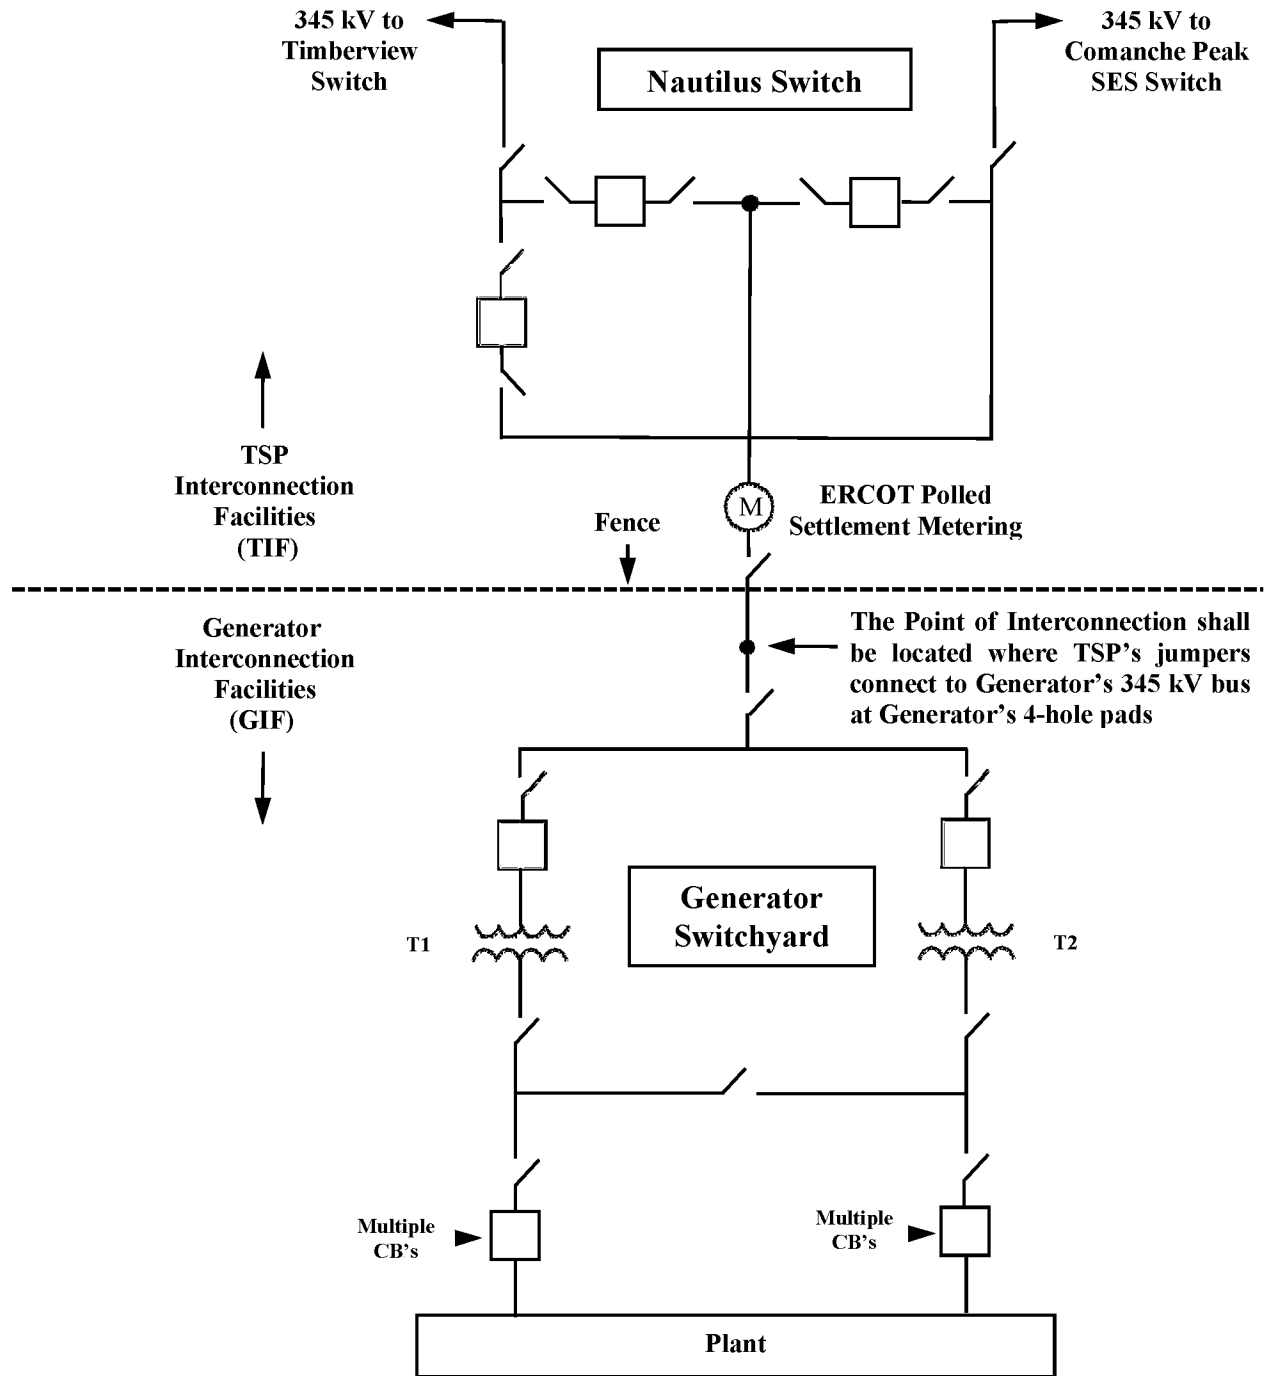 345 kV to
Timberview
Switch
Nautilus Switch
345 kV to
Comanche Peak
SES Switch
TSP
Interconnection
Facilities
(TIF)
Fence
M
ERCOT Polled
Settlement Metering
Generator
Interconnection
Facilities
(GIF)
The Point of Interconnection shall
be located where TSP’s jumpers
connect to Generator’s 345 kV bus
at Generator’s 4-hole pads
Generator
Switchyard
T1
T2
Multiple
CB’s
Multiple
CB’s
Plant